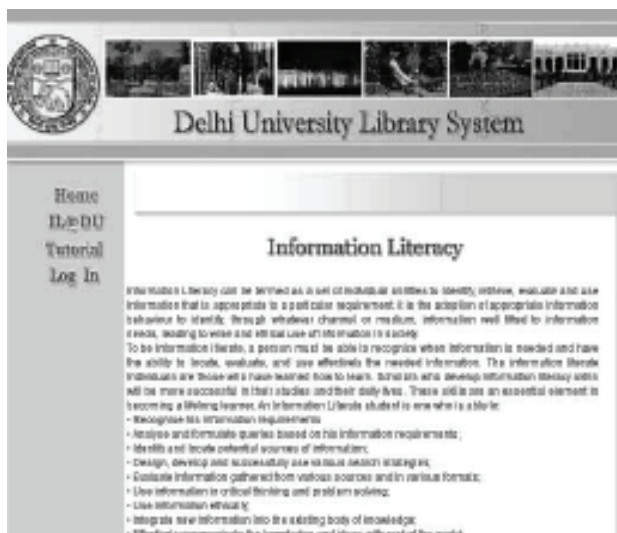 Delhi University Library System
Home
IL@DU
Tutorial
Log In
Information Literacy
Information Literacy can be termed as a set of individual abilities to identify, retrieve, evaluate and use
information that is appropriate to a particular requirement. It is the adoption of appropriate information
behaviour to identify, through whatever channel or medium, information well fitted to information
needs, leading to wise and ethical use of information in society.
To be information literate, a person must be able to recognize when information is needed and have
the ability to locate, evaluate, and use effectively the needed information. The information literate
individuals are those who have learned how to learn. Scholars who develop information literacy skills
will be more successful in their studies and their daily lives. These skills are an essential element in
becoming a lifelong learner. An Information Literate student is one who is able to:
• Recognise his information requirements
• Analyse and formulate queries based on his information requirements;
• Identify and locate potential sources of information;
• Design, develop and successfully use various search strategies;
• Evaluate information gathered from various sources and in various formats;
• Use information in critical thinking and problem solving;
• Use information ethically;
• Integrate new information into the existing body of knowledge;